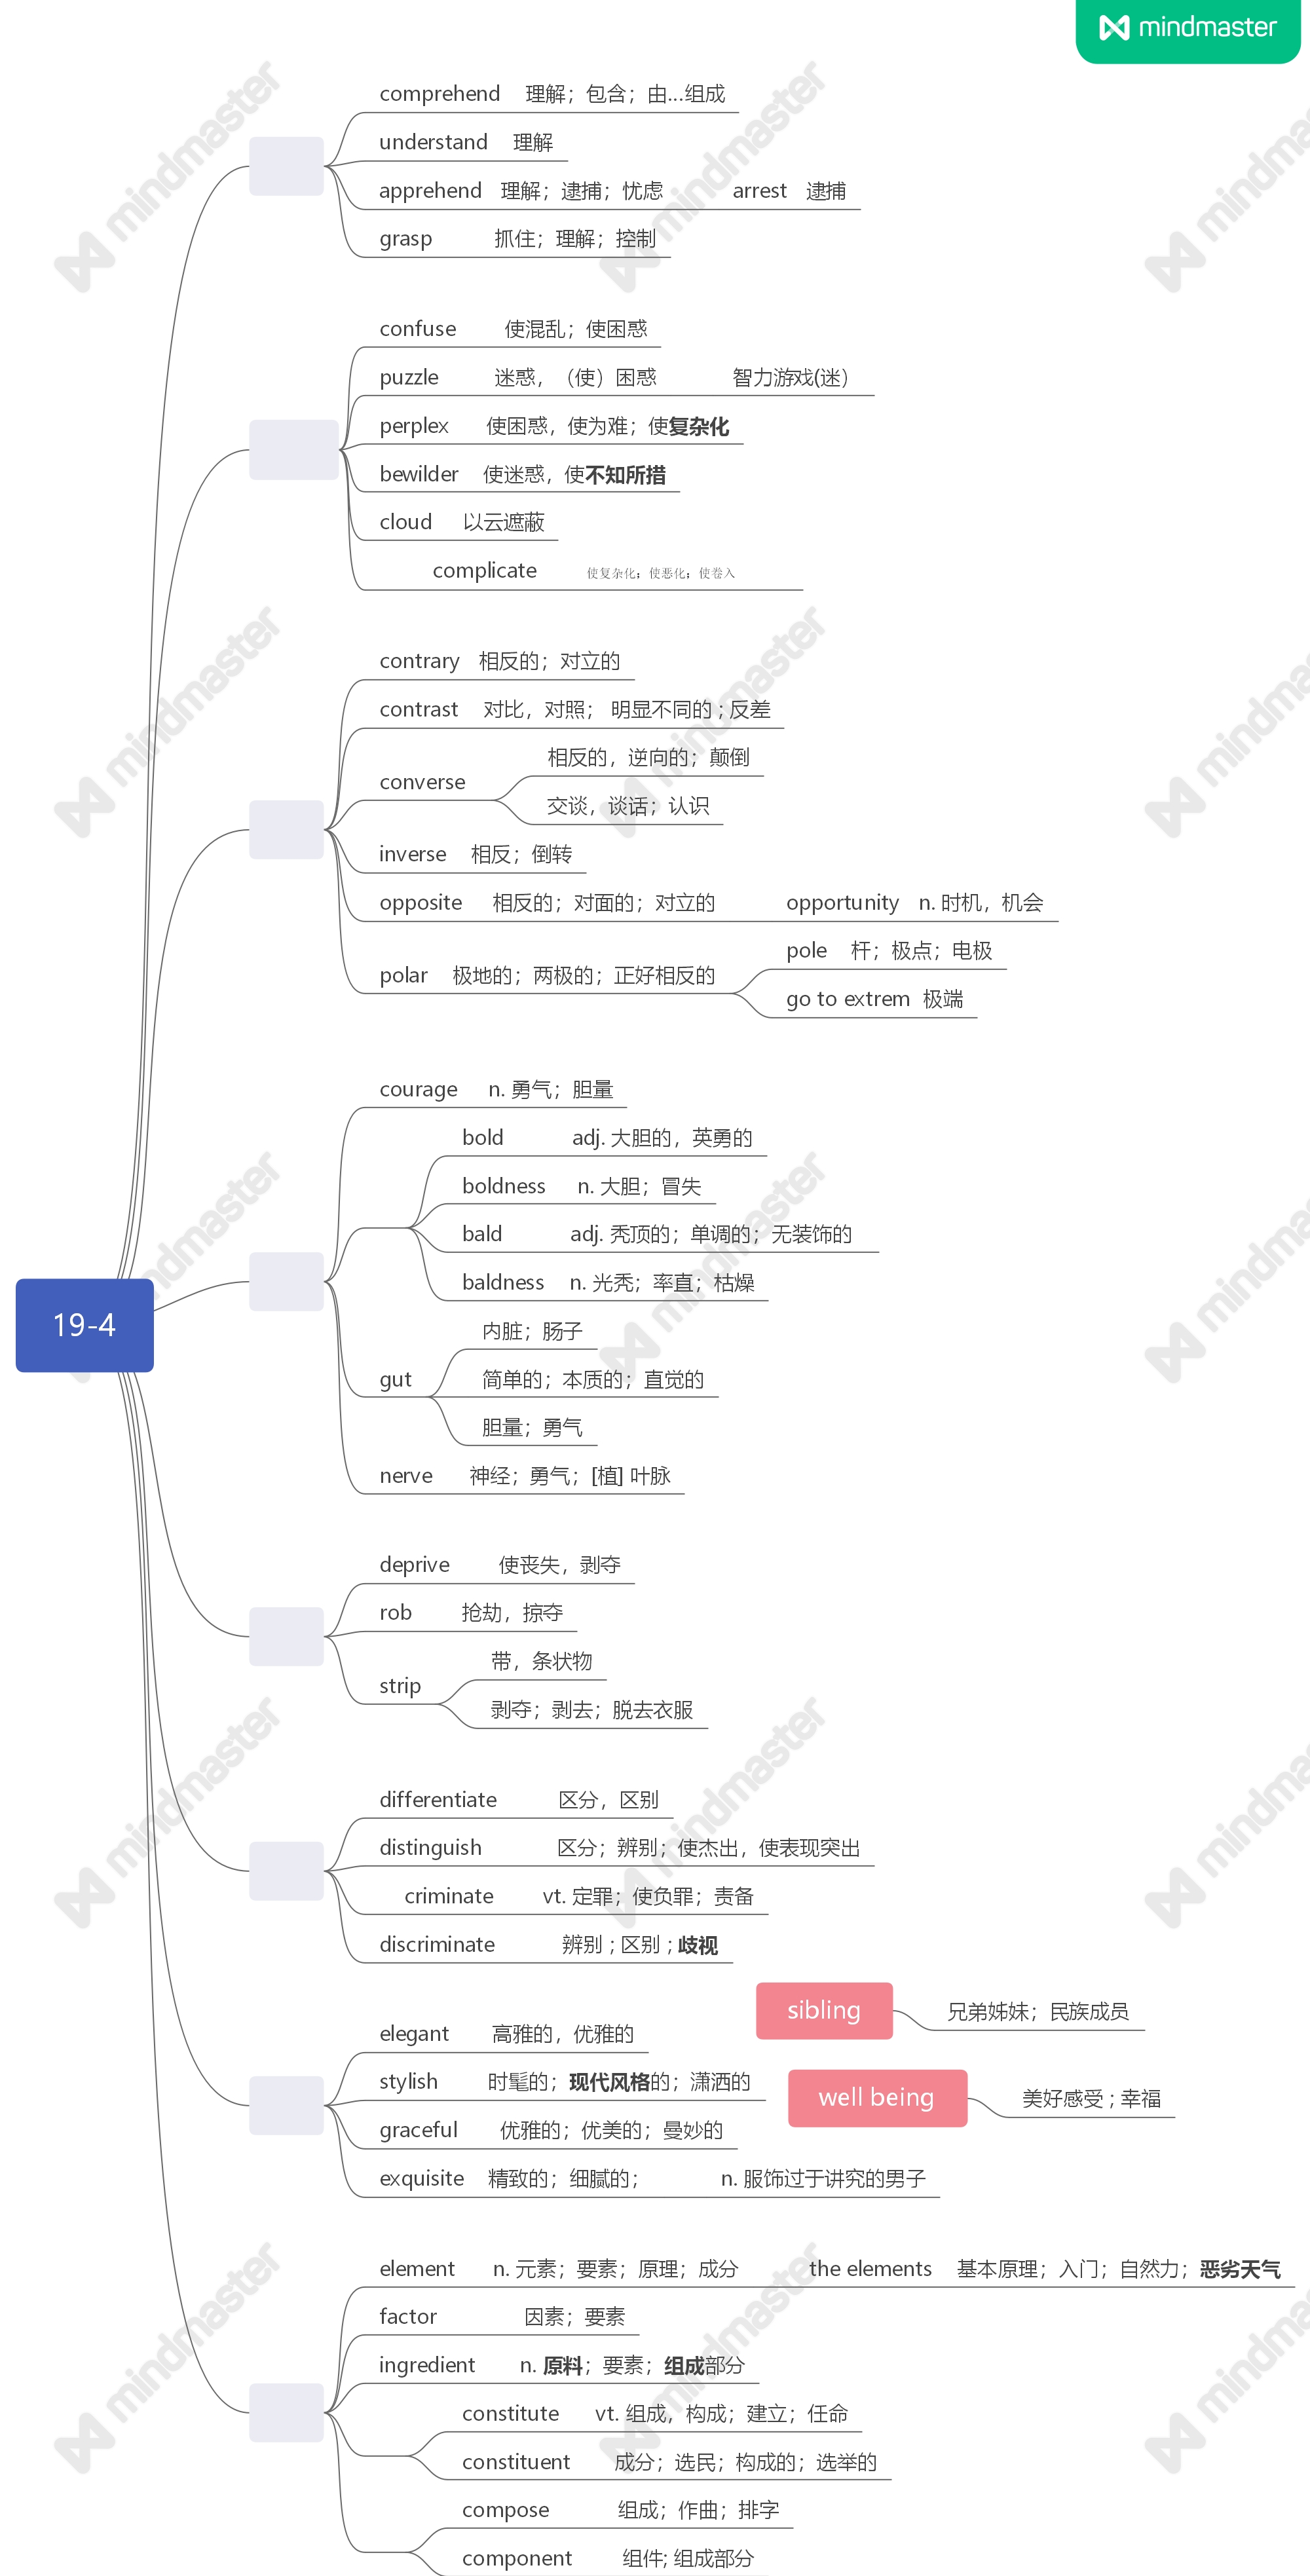 mindmaster
comprehend 理解；包含；由...组成
understand 理解
apprehend 理解；逮捕；忧虑 arrest 逮捕
grasp 抓住；理解；控制
confuse 使混乱；使困惑
puzzle 迷惑，（使）困惑 智力游戏(迷）
perplex 使困惑，使为难；使复杂化
bewilder 使迷惑，使不知所措
cloud 以云遮蔽
complicate 使复杂化；使恶化；使卷入
contrary 相反的；对立的
contrast 对比，对照； 明显不同的 ; 反差
converse
相反的，逆向的；颠倒
交谈，谈话；认识
inverse 相反；倒转
opposite 相反的；对面的；对立的 opportunity n. 时机，机会
polar 极地的；两极的；正好相反的
pole 杆；极点；电极
go to extrem 极端
courage n. 勇气；胆量
bold adj. 大胆的，英勇的
boldness n. 大胆；冒失
bald adj. 秃顶的；单调的；无装饰的
baldness n. 光秃；率直；枯燥
19-4
gut
内脏；肠子
简单的；本质的；直觉的
胆量；勇气
nerve 神经；勇气；[植] 叶脉
deprive 使丧失，剥夺
rob 抢劫，掠夺
strip
带，条状物
剥夺；剥去；脱去衣服
differentiate 区分，区别
distinguish 区分；辨别；使杰出，使表现突出
criminate vt. 定罪；使负罪；责备
discriminate 辨别 ; 区别 ; 歧视
sibling 兄弟姊妹；民族成员
elegant 高雅的，优雅的
stylish 时髦的；现代风格的；潇洒的
well being 美好感受 ; 幸福
graceful 优雅的；优美的；曼妙的
exquisite 精致的；细腻的； n. 服饰过于讲究的男子
element n. 元素；要素；原理；成分 the elements 基本原理；入门；自然力；恶劣天气
factor 因素；要素
ingredient n. 原料；要素；组成部分
constitute vt. 组成，构成；建立；任命
constituent 成分；选民；构成的；选举的
compose 组成；作曲；排字
component 组件; 组成部分